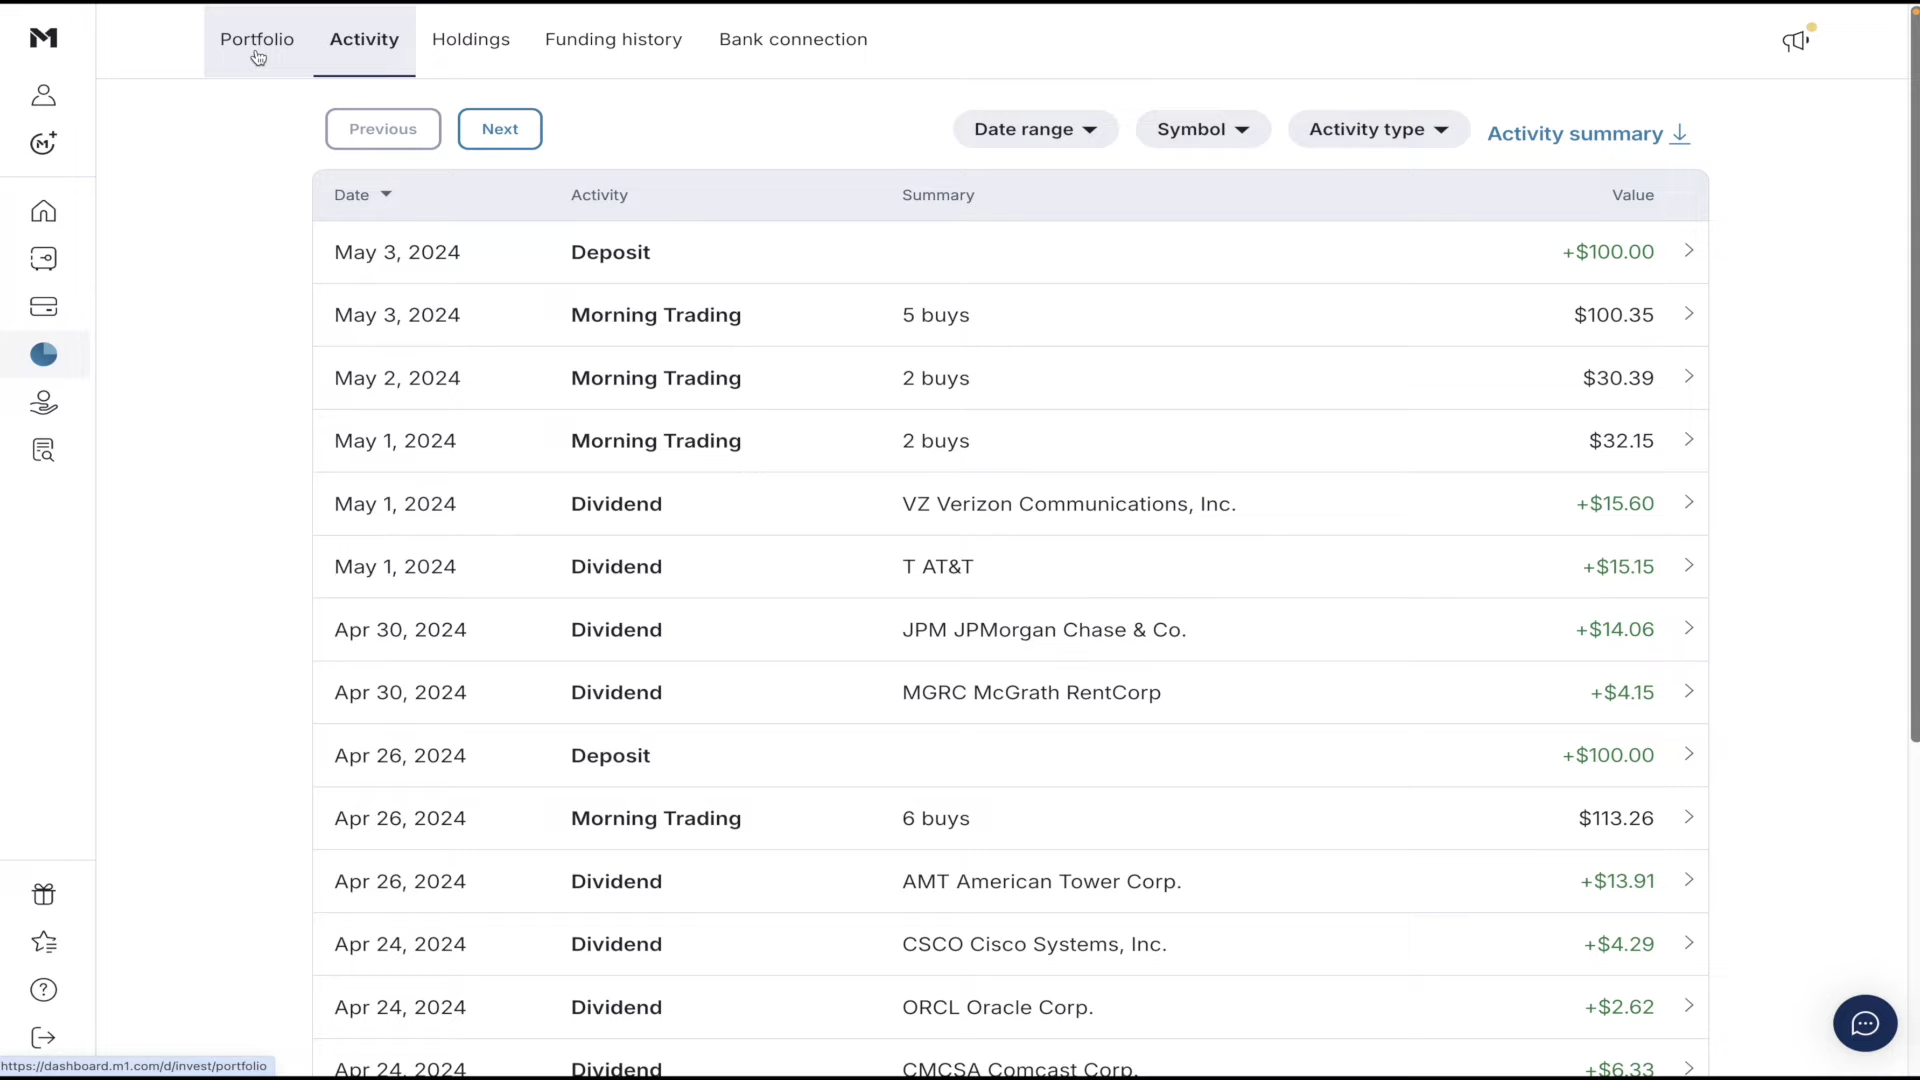 Portfolio Activity Holdings Funding history Bank connection
Previous Next Date range Symbol Activity type Activity summary
Date Activity Summary Value
May 3, 2024 Deposit +$100.00
May 3, 2024 Morning Trading 5 buys $100.35
May 2, 2024 Morning Trading 2 buys $30.39
May 1, 2024 Morning Trading 2 buys $32.15
May 1, 2024 Dividend VZ Verizon Communications, Inc. +$15.60
May 1, 2024 Dividend T AT&T +$15.15
Apr 30, 2024 Dividend JPM JPMorgan Chase & Co. +$14.06
Apr 30, 2024 Dividend MGRC McGrath RentCorp +$4.15
Apr 26, 2024 Deposit +$100.00
Apr 26, 2024 Morning Trading 6 buys $113.26
Apr 26, 2024 Dividend AMT American Tower Corp. +$13.91
Apr 24, 2024 Dividend CSCO Cisco Systems, Inc. +$4.29
Apr 24, 2024 Dividend ORCL Oracle Corp. +$2.62
Apr 24, 2024 Dividend CMCSA Comcast Corp. +$6.33
https://dashboard.m1.com/d/invest/portfolio